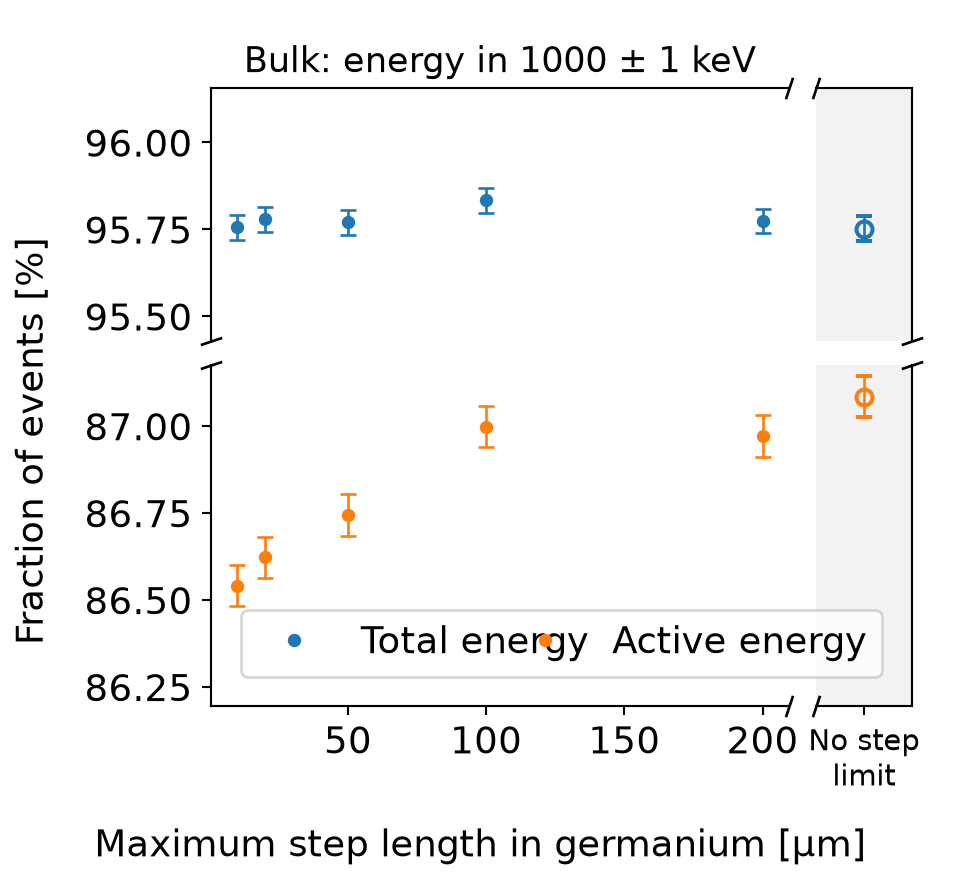 Bulk: energy in 1000 ± 1 keV
Fraction of events [%]
96.00
95.75
95.50
87.00
86.75
86.50
86.25
Total energy Active energy
50 100 150 200 No step
limit
Maximum step length in germanium [µm]